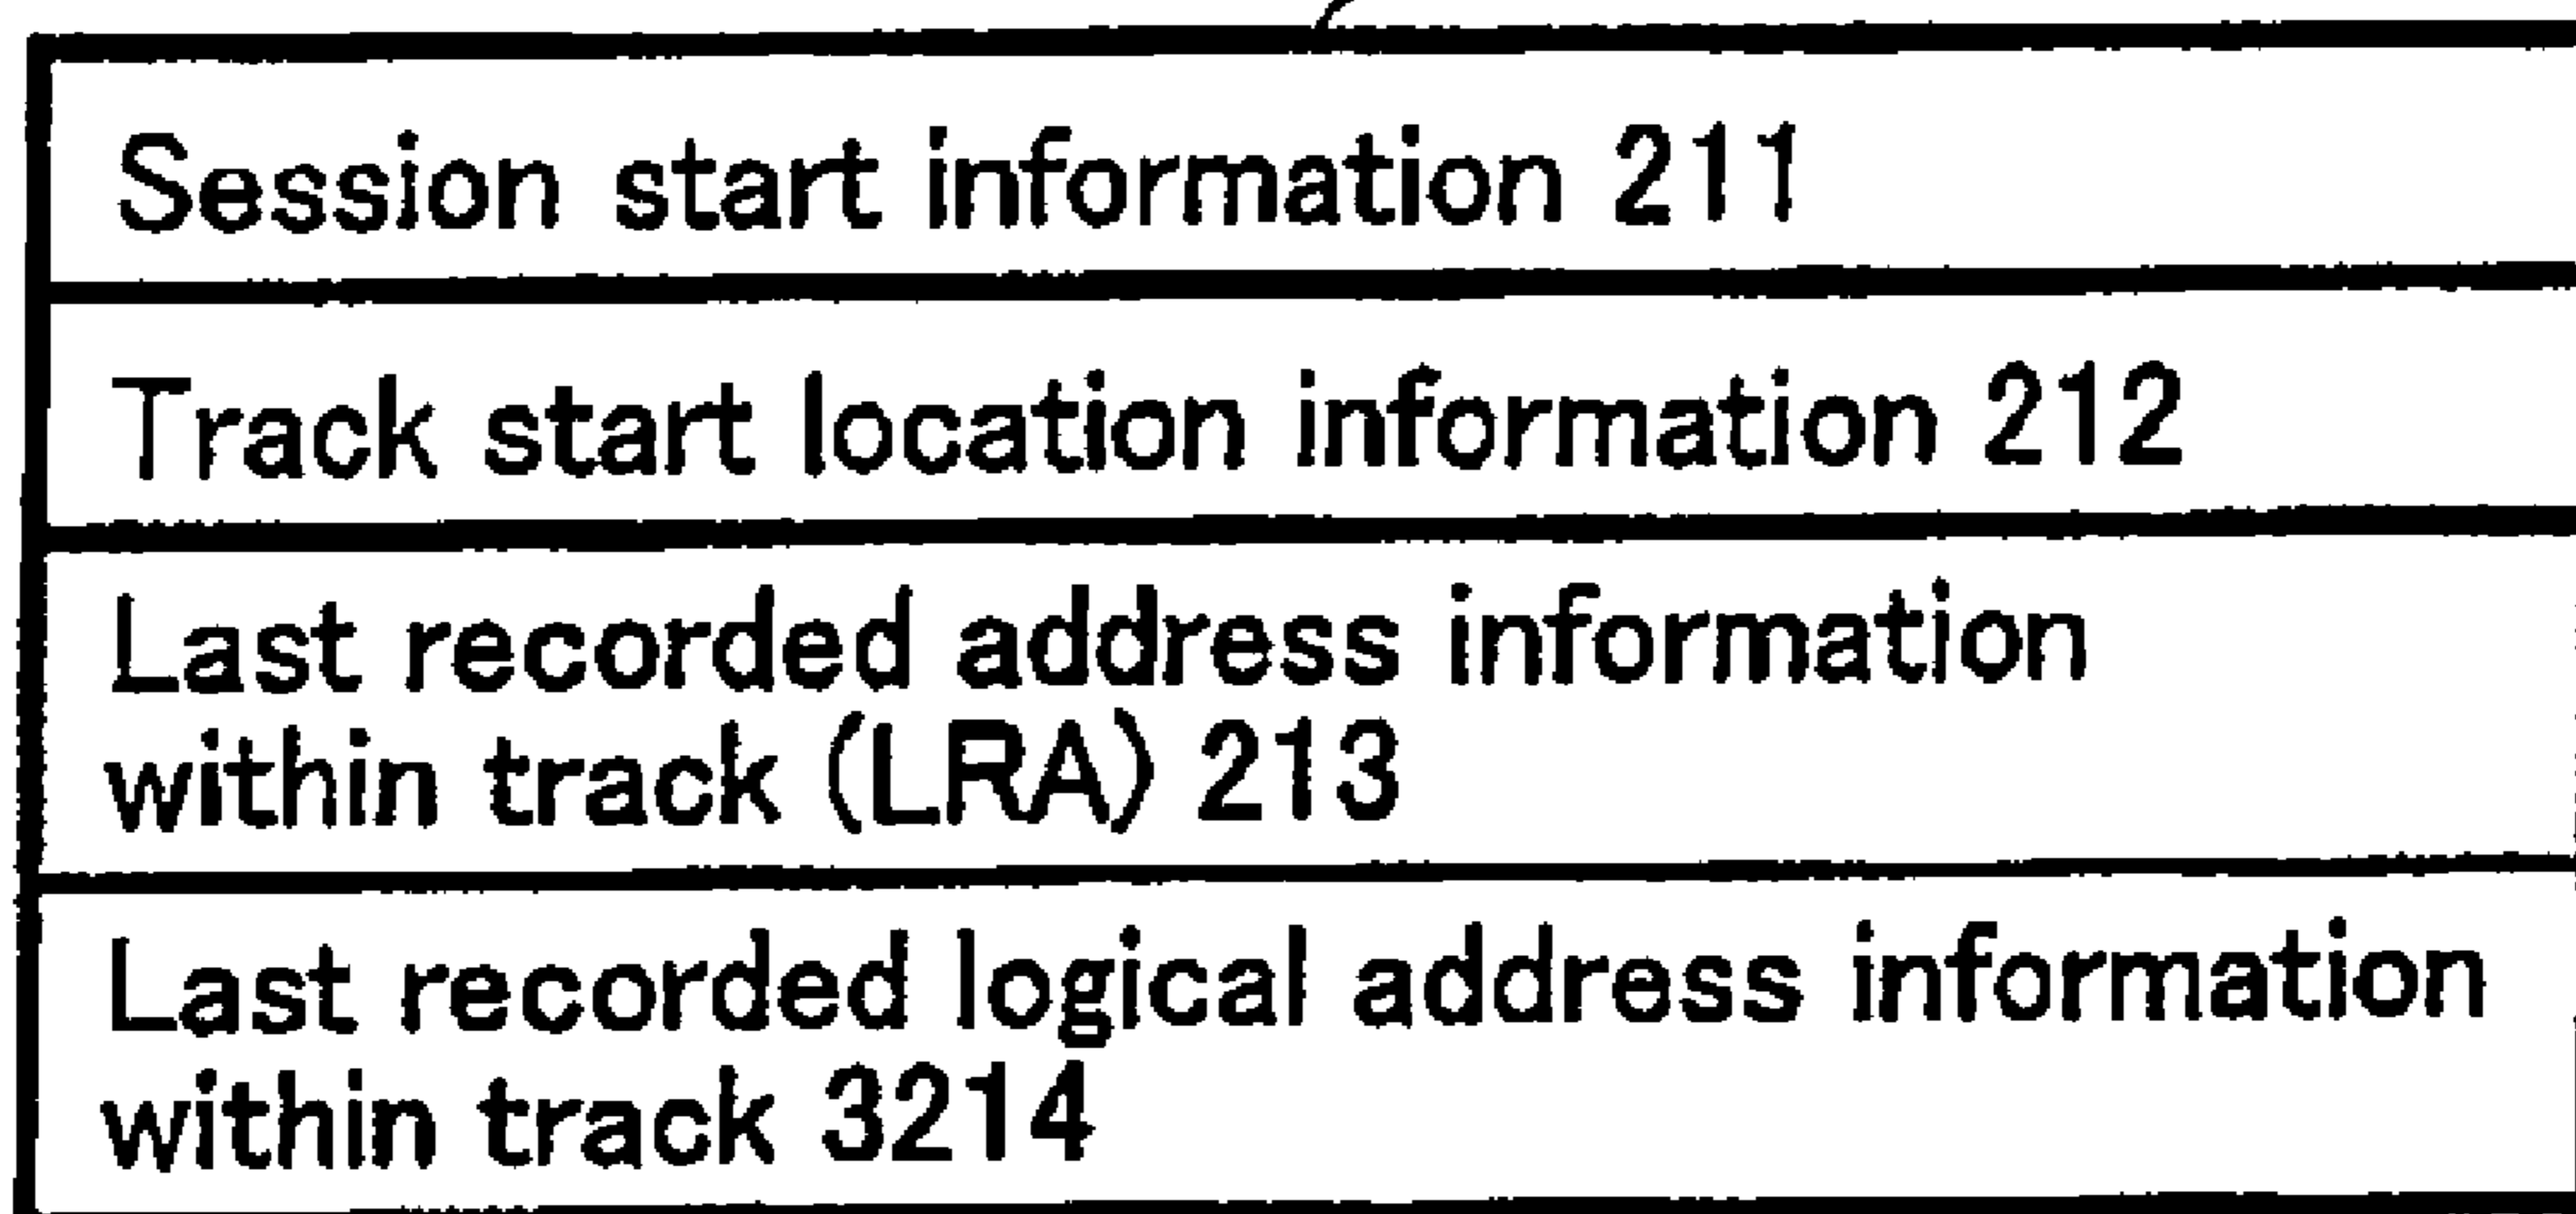 Session start information 211
Track start location information 212
Last recorded address information
within track (LRA) 213
Last recorded logical address information
within track 3214